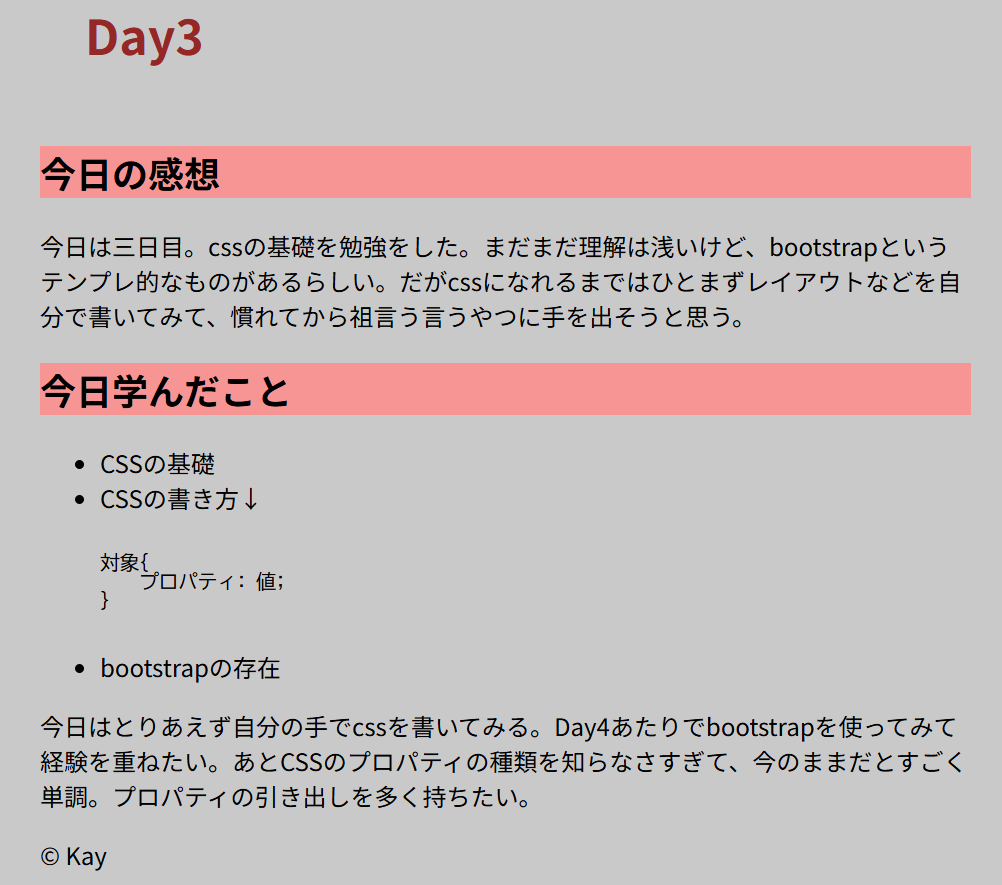 Day3
今日の感想
今日は三日目。cssの基礎を勉強をした。まだまだ理解は浅いけど、bootstrapという
テンプレ的なものがあるらしい。だがcssになれるまではひとまずレイアウトなどを自
分で書いてみて、慣れてから祖言う言うやつに手を出そうと思う。
今日学んだこと
• CSSの基礎
• CSSの書き方↓
対象{
プロパティ: 値;
}
• bootstrapの存在
今日はとりあえず自分の手でcssを書いてみる。Day4あたりでbootstrapを使ってみて
経験を重ねたい。あとCSSのプロパティの種類を知らなさすぎて、今のままだとすごく
単調。プロパティの引き出しを多く持ちたい。
© Kay